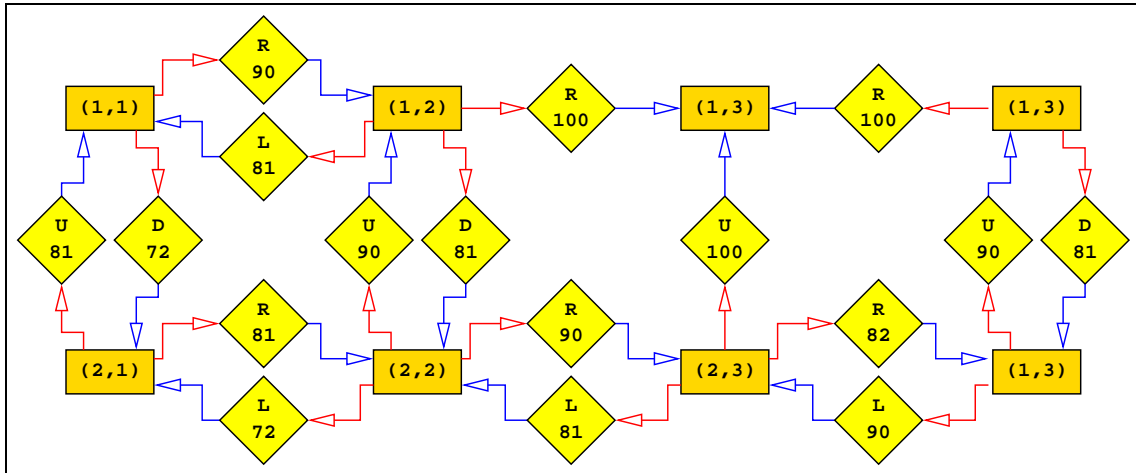 R
90
(1,1)
(1,2)
R
100
(1,3)
R
100
(1,3)
L
81
U
81
D
72
U
90
D
81
U
100
U
90
D
81
R
81
R
90
R
82
(2,1)
(2,2)
(2,3)
(1,3)
L
72
L
81
L
90